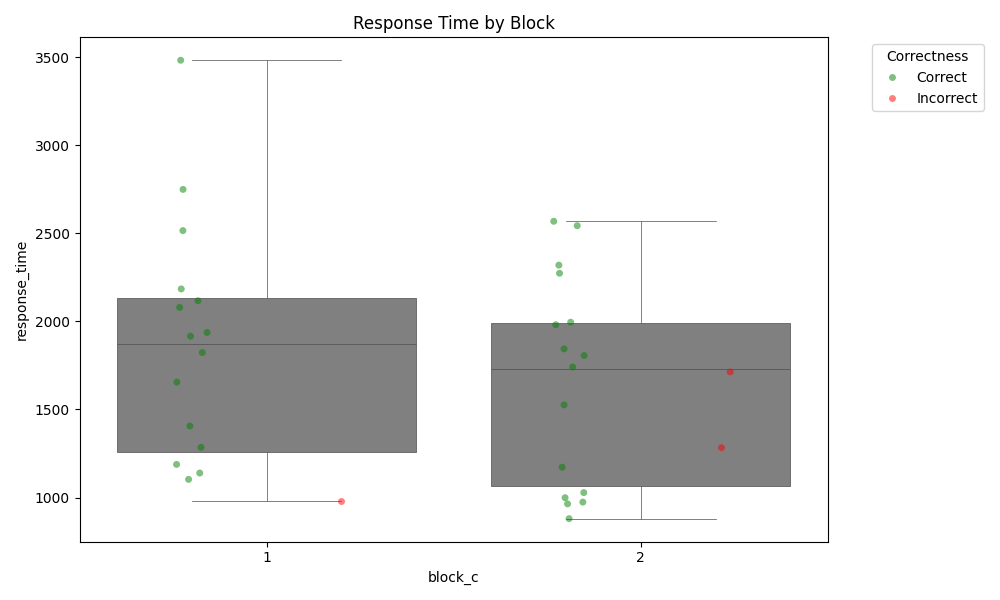 Response Time by Block
Correctness
Correct
Incorrect
3500
3000
2500
2000
1500
1000
response_time
1
2
block_c